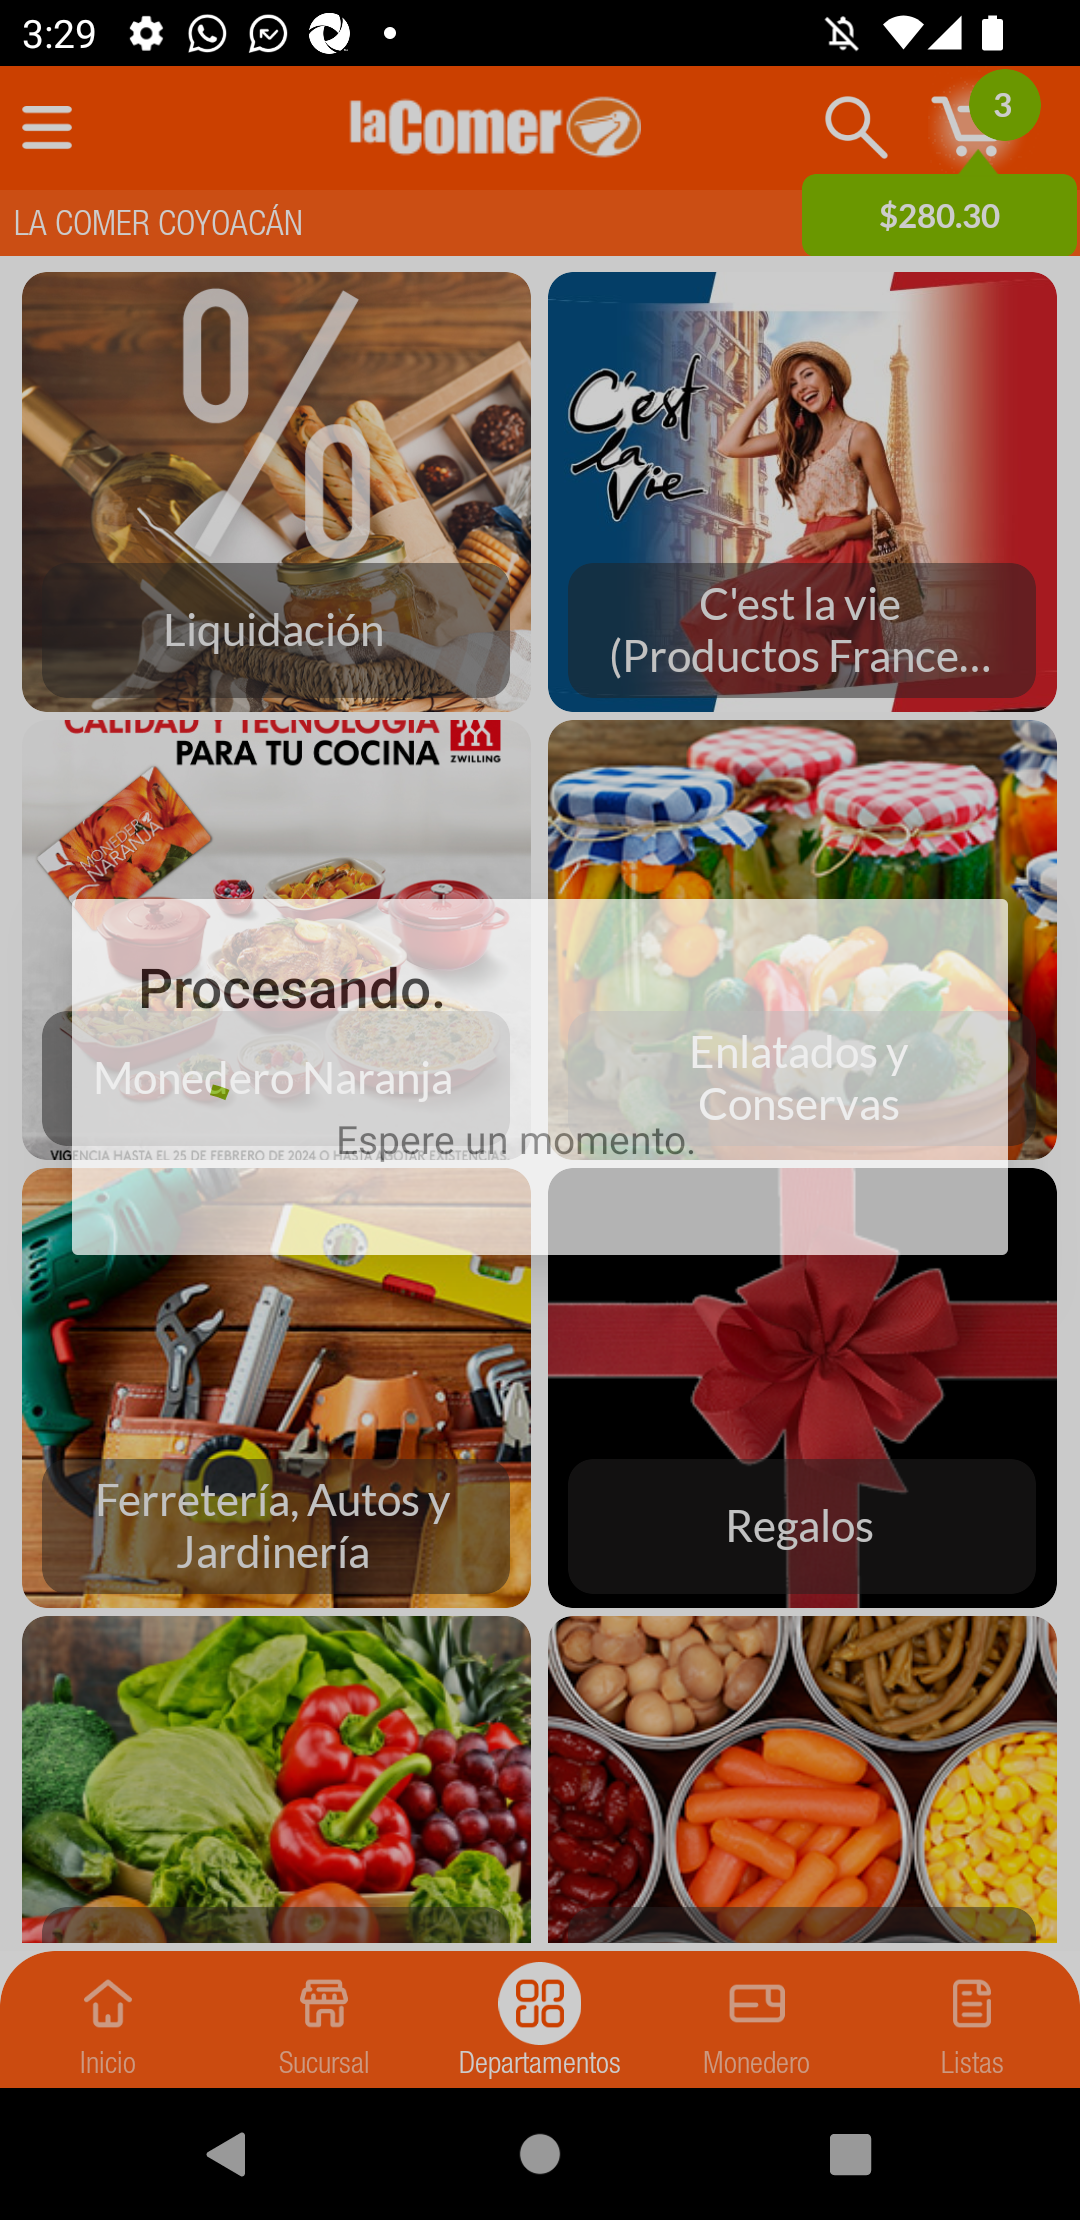 3:29
laComer
3
LA COMER COYOACÁN
$280.30
Liquidación
C'est
la
Vie
C'est la vie
(Productos France...
CALIDAD Y TECNOLOGÍA
PARA TU COCINA
ZWILLING
MONEDERO
NARANJA
Procesando.
Monedero Naranja
Enlatados y
Conservas
Espere un momento.
VIGENCIA HASTA EL 25 DE FEBRERO DE 2024 O HASTA AGOTAR EXISTENCIAS.
Ferretería, Autos y
Jardinería
Regalos
Inicio
Sucursal
Departamentos
Monedero
Listas